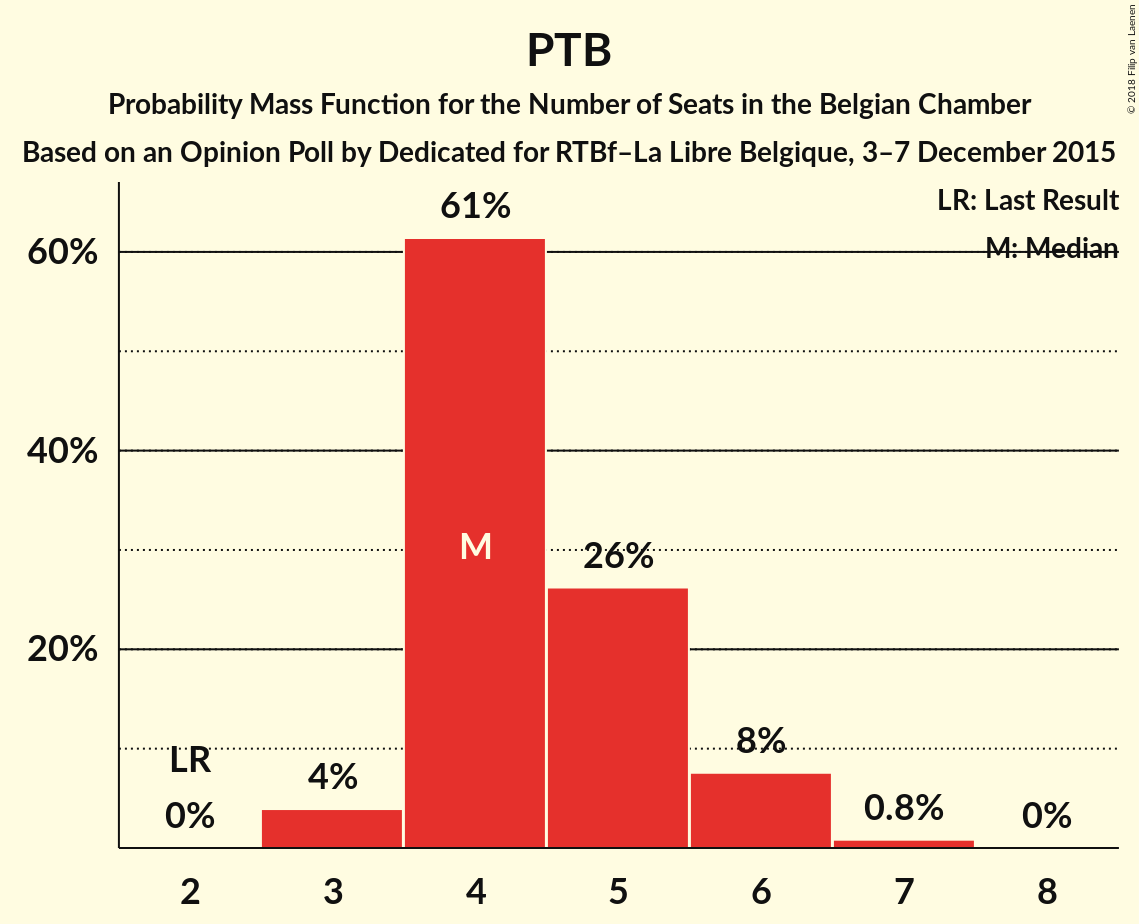 PTB
Probability Mass Function for the Number of Seats in the Belgian Chamber
Based on an Opinion Poll by Dedicated for RTBf–La Libre Belgique, 3–7 December 2015
© 2018 Filip van Laenen
LR: Last Result
M: Median
61%
60%
40%
M
26%
20%
LR
8%
4%
0%
0.8%
0%
2 3 4 5 6 7 8